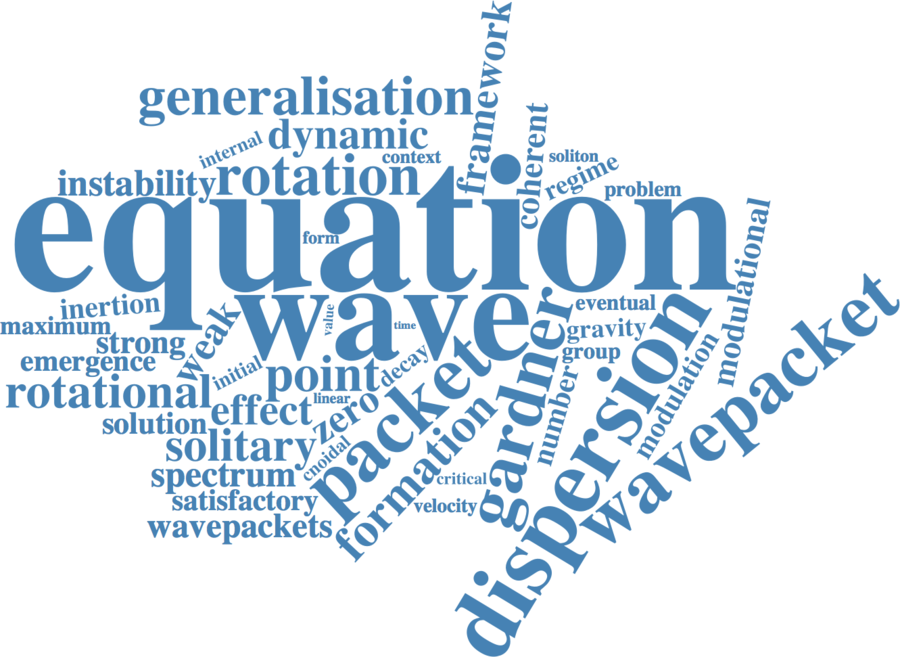 framework
generalisation
coherent
dynamic
internal
context
soliton
regime
instability
rotation
problem
equation
modulational
form
inertion
wave
eventual
maximum
weak
value
time
gardner
gravity
strong
emergence
initial
point
decay
group
dispersion
modulation
wavepacket
rotational
effect
linear
zero
packet
number
solution
solitary
cnoidal
formation
spectrum
critical
satisfactory
velocity
wavepackets